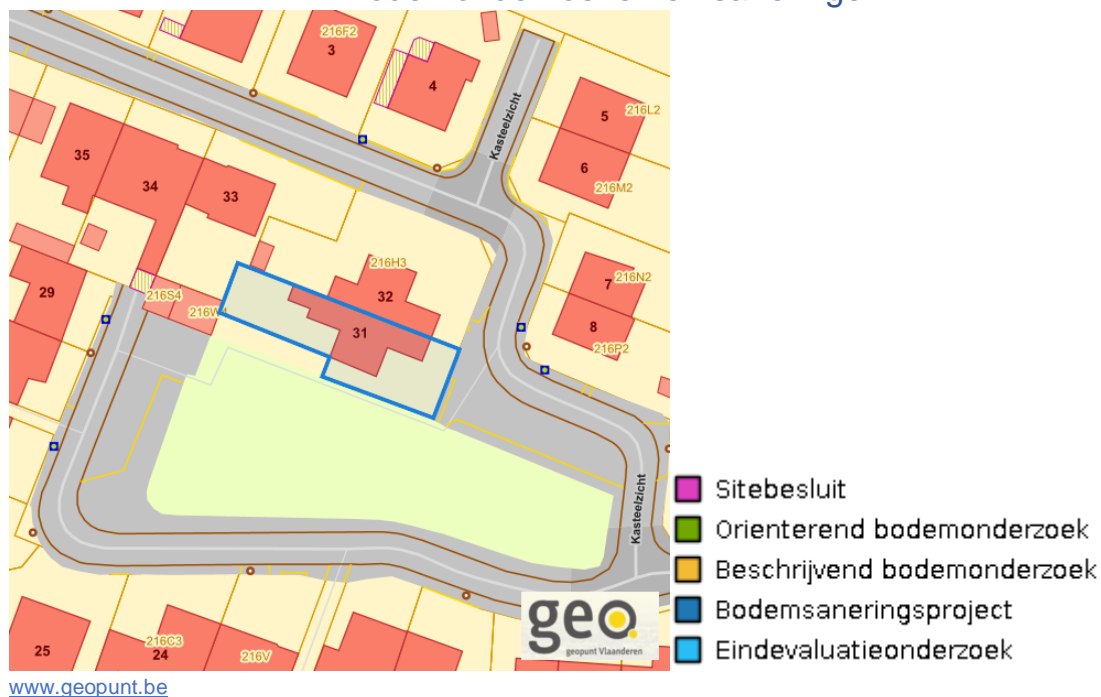 216F2
3
4
Kasteelzicht
5
216L2
6
216M2
35
34
33
216H3
32
7
216N2
29
216S4
31
8
216P2
Kasteelzicht
25
216C3
24
216V
geo.
geopunt Vlaanderen
Sitebesluit
Orienterend bodemonderzoek
Beschrijvend bodemonderzoek
Bodemsaneringsproject
Eindevaluatieonderzoek
www.geopunt.be